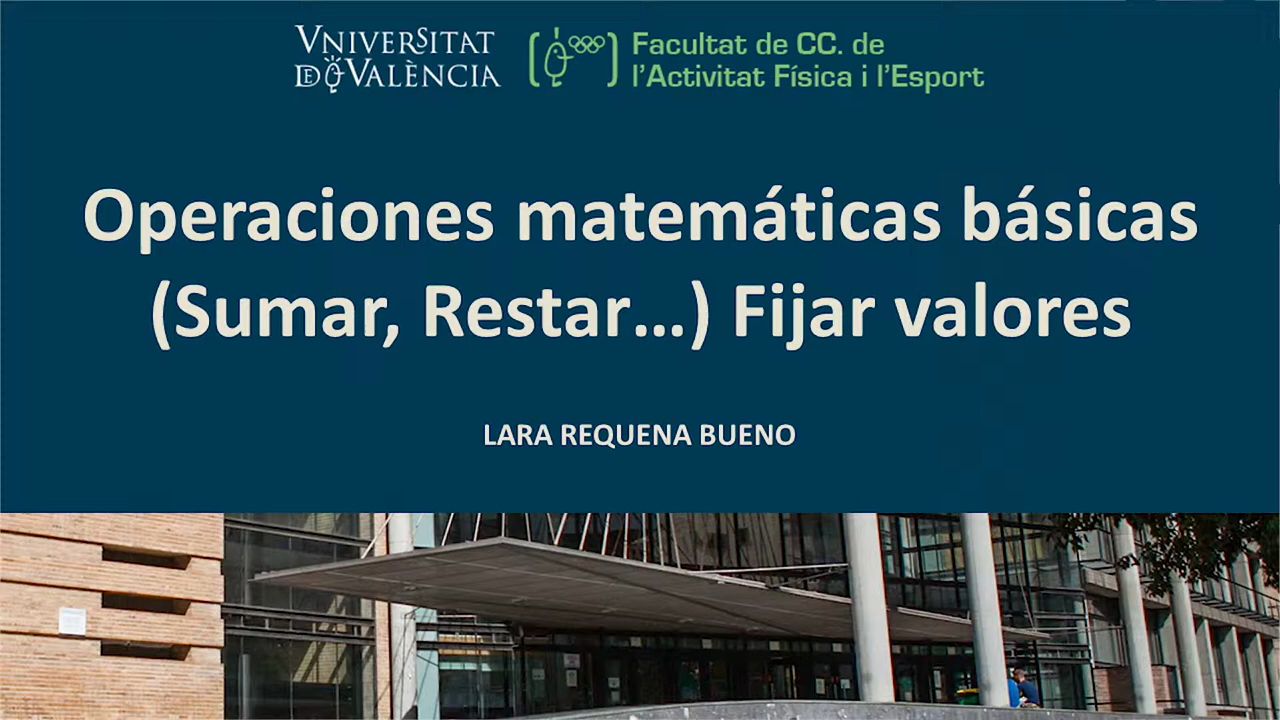 VNIVERSITAT
DE VALÈNCIA
Facultat de CC. de
l'Activitat Física i l'Esport
Operaciones matemáticas básicas
(Sumar, Restar...) Fijar valores
LARA REQUENA BUENO